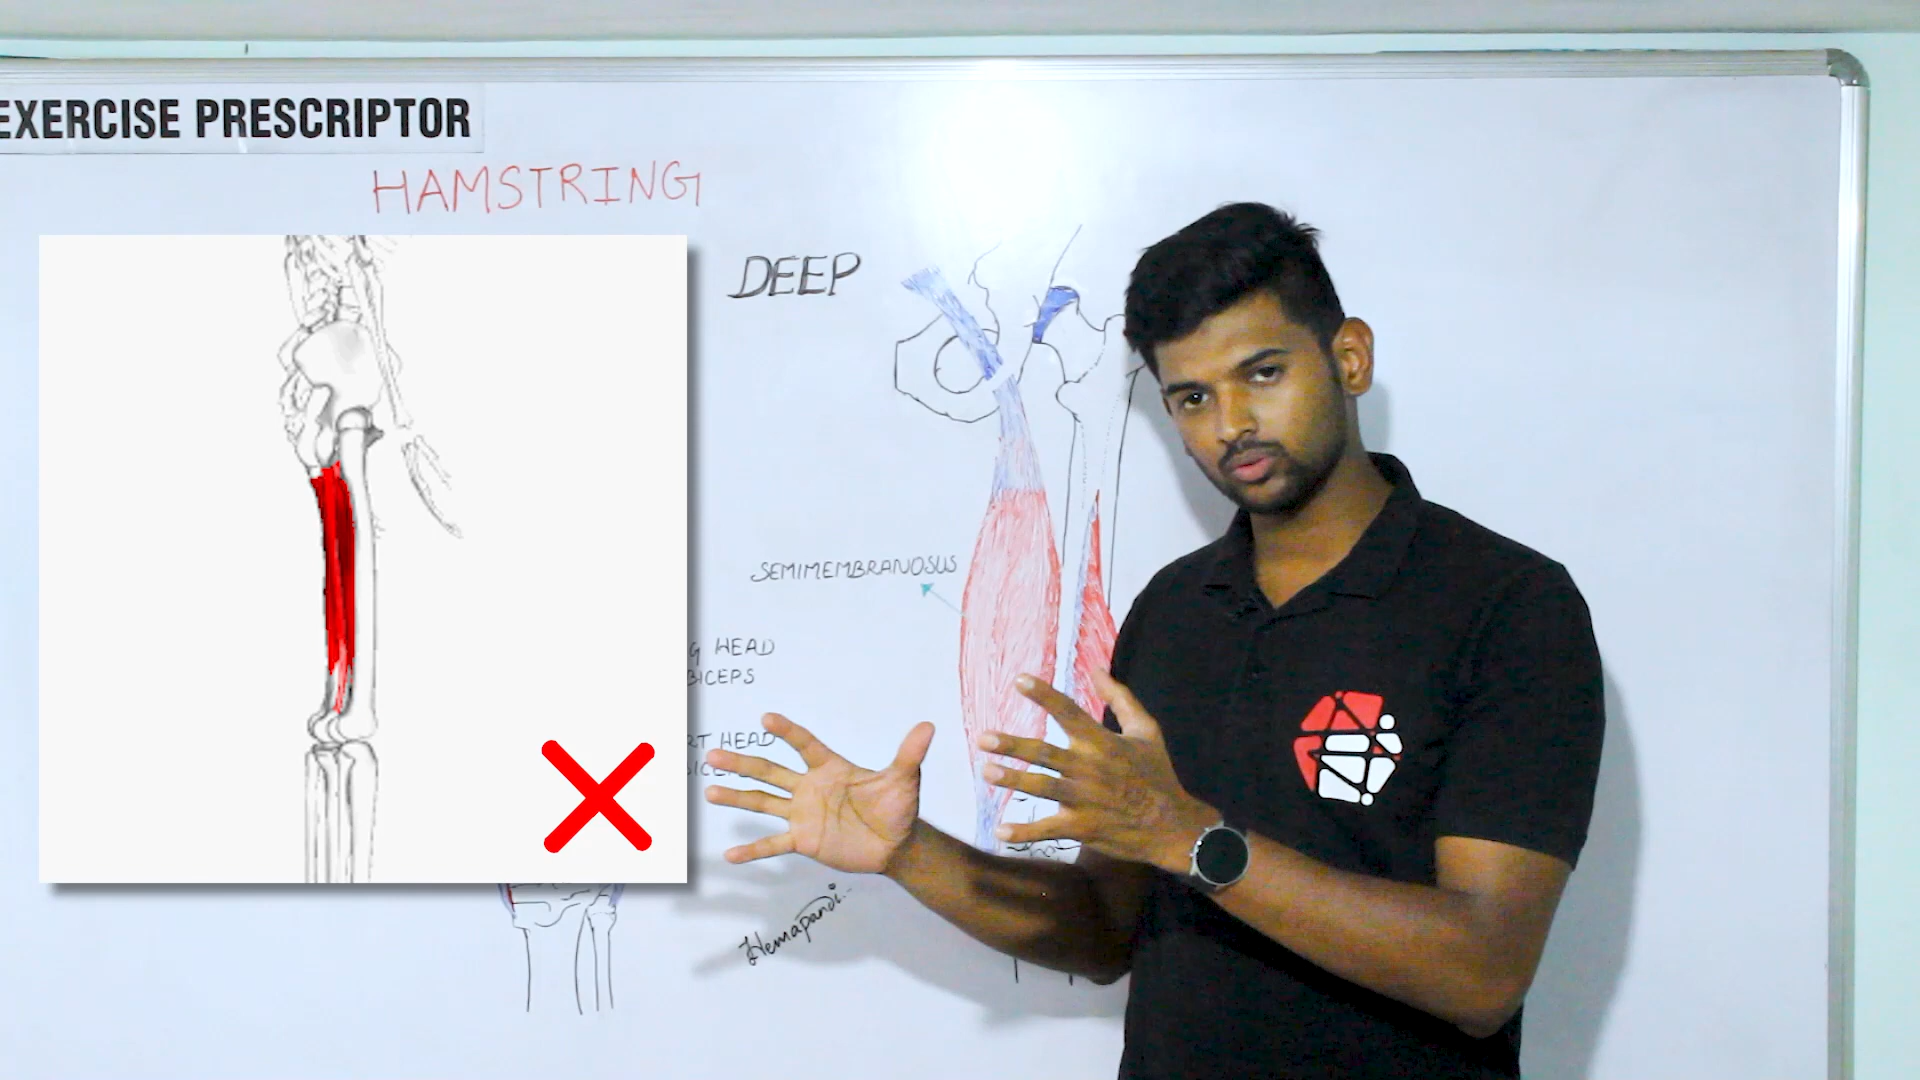 EXERCISE PRESCRIPTOR
HAMSTRING
DEEP
SEMIMEMBRANOSUS
HEAD
BICEPS
HEAD
Hemapandi